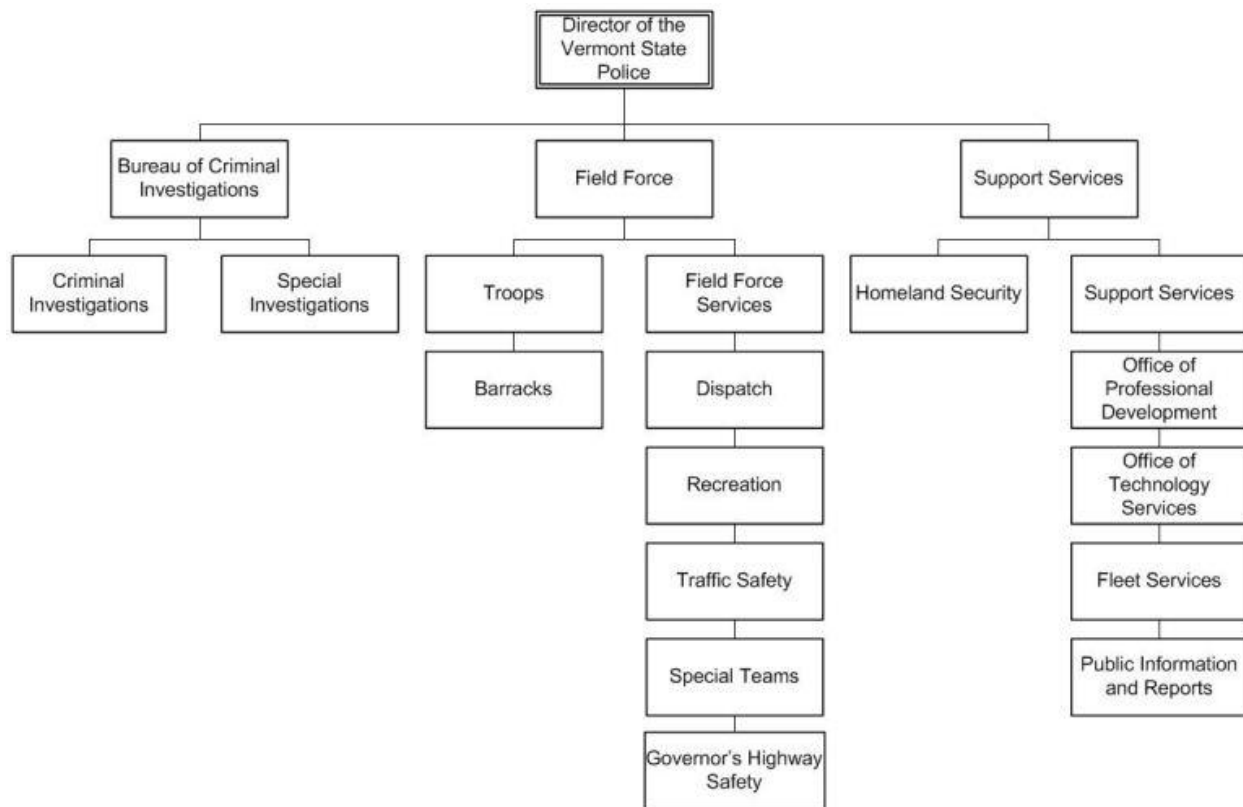 Director of the
Vermont State
Police
Bureau of Criminal
Investigations
Field Force
Support Services
Criminal
Investigations
Special
Investigations
Troops
Field Force
Services
Homeland Security
Support Services
Barracks
Dispatch
Office of
Professional
Development
Recreation
Office of
Technology
Services
Traffic Safety
Fleet Services
Special Teams
Public Information
and Reports
Governor's Highway
Safety